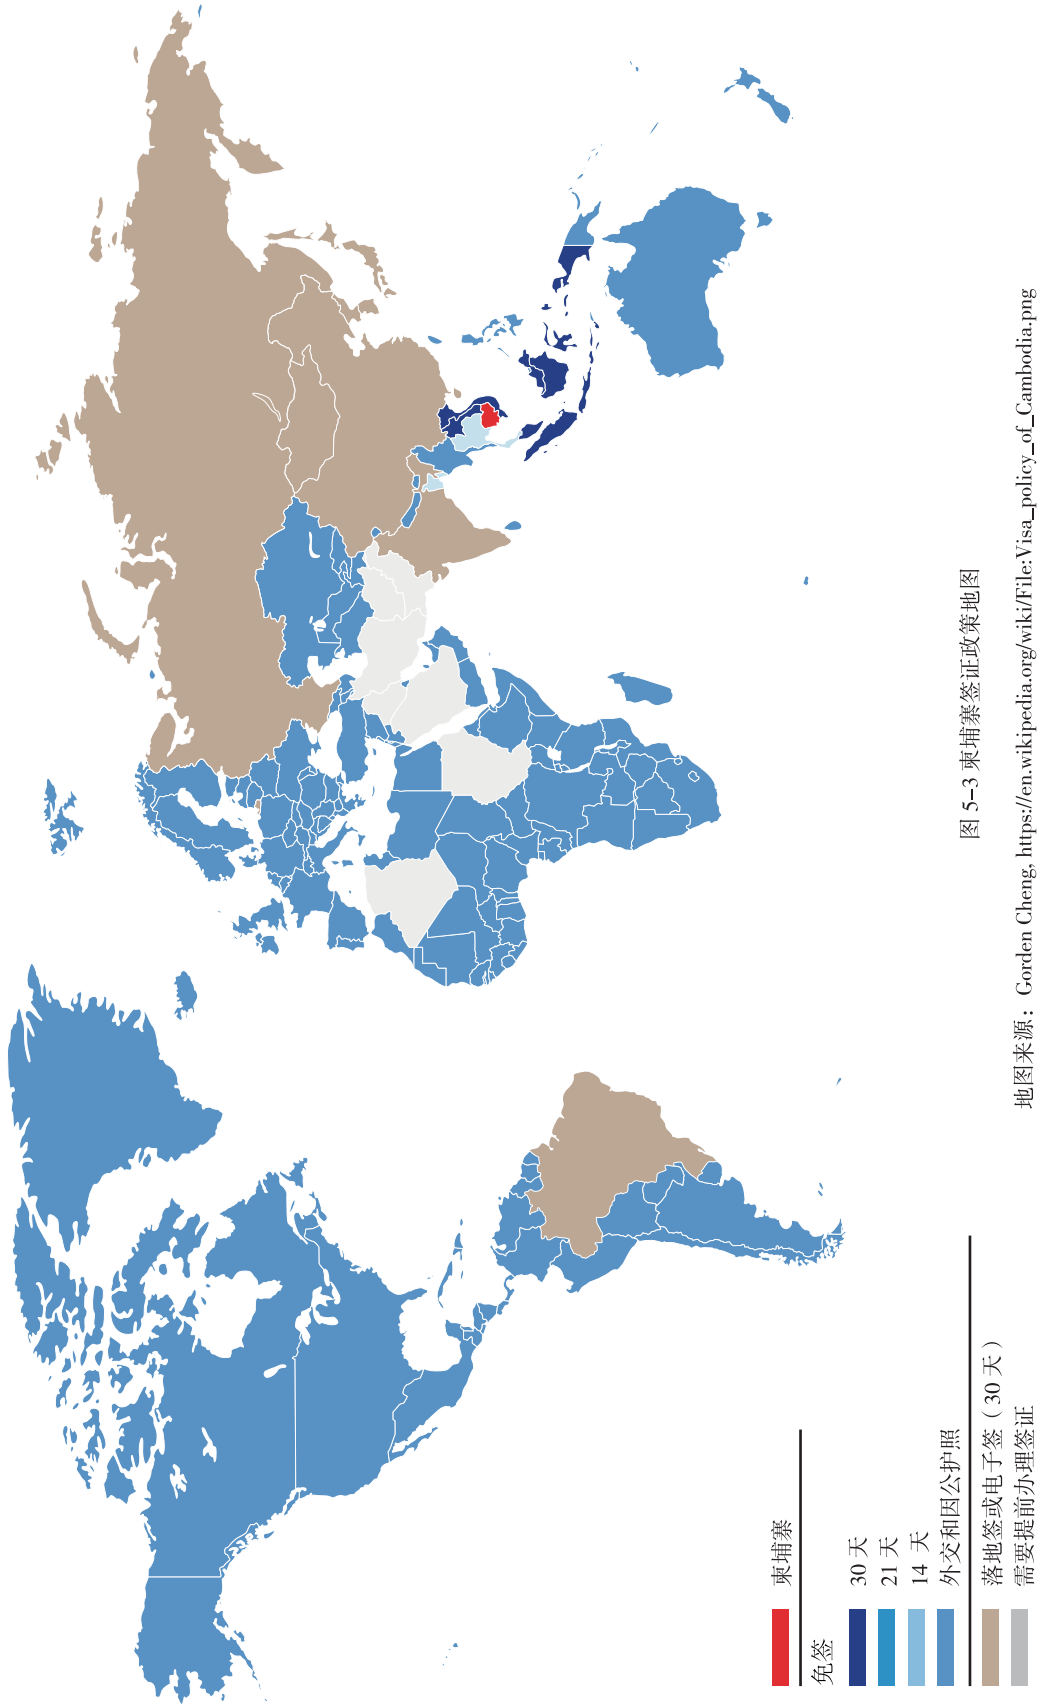 柬埔寨
免签
30 天
21 天
14 天
外交和因公护照
落地签或电子签（30 天）
需要提前办理签证
图 5-3 柬埔寨签证政策地图
地图来源：Gorden Cheng, https://en.wikipedia.org/wiki/File:Visa_policy_of_Cambodia.png